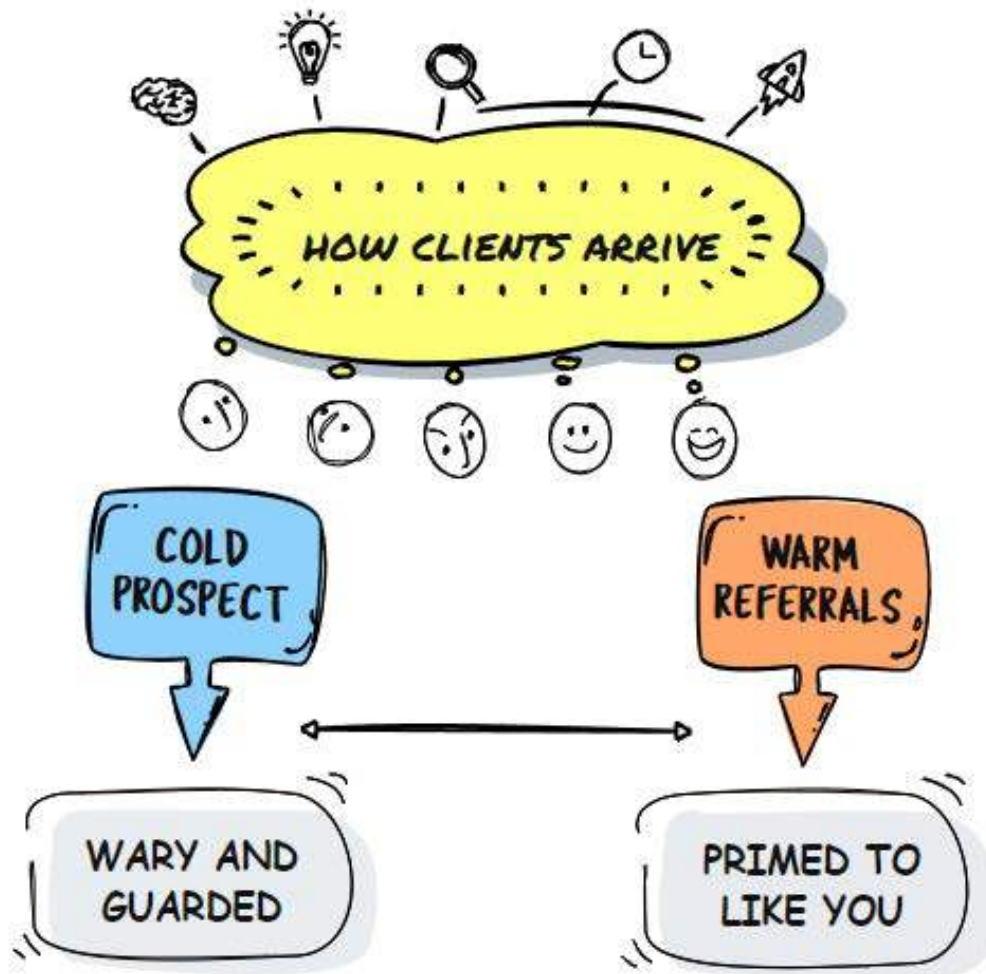 HOW CLIENTS ARRIVE
COLD
PROSPECT
WARM
REFERRALS
WARY AND
GUARDED
PRIMED TO
LIKE YOU